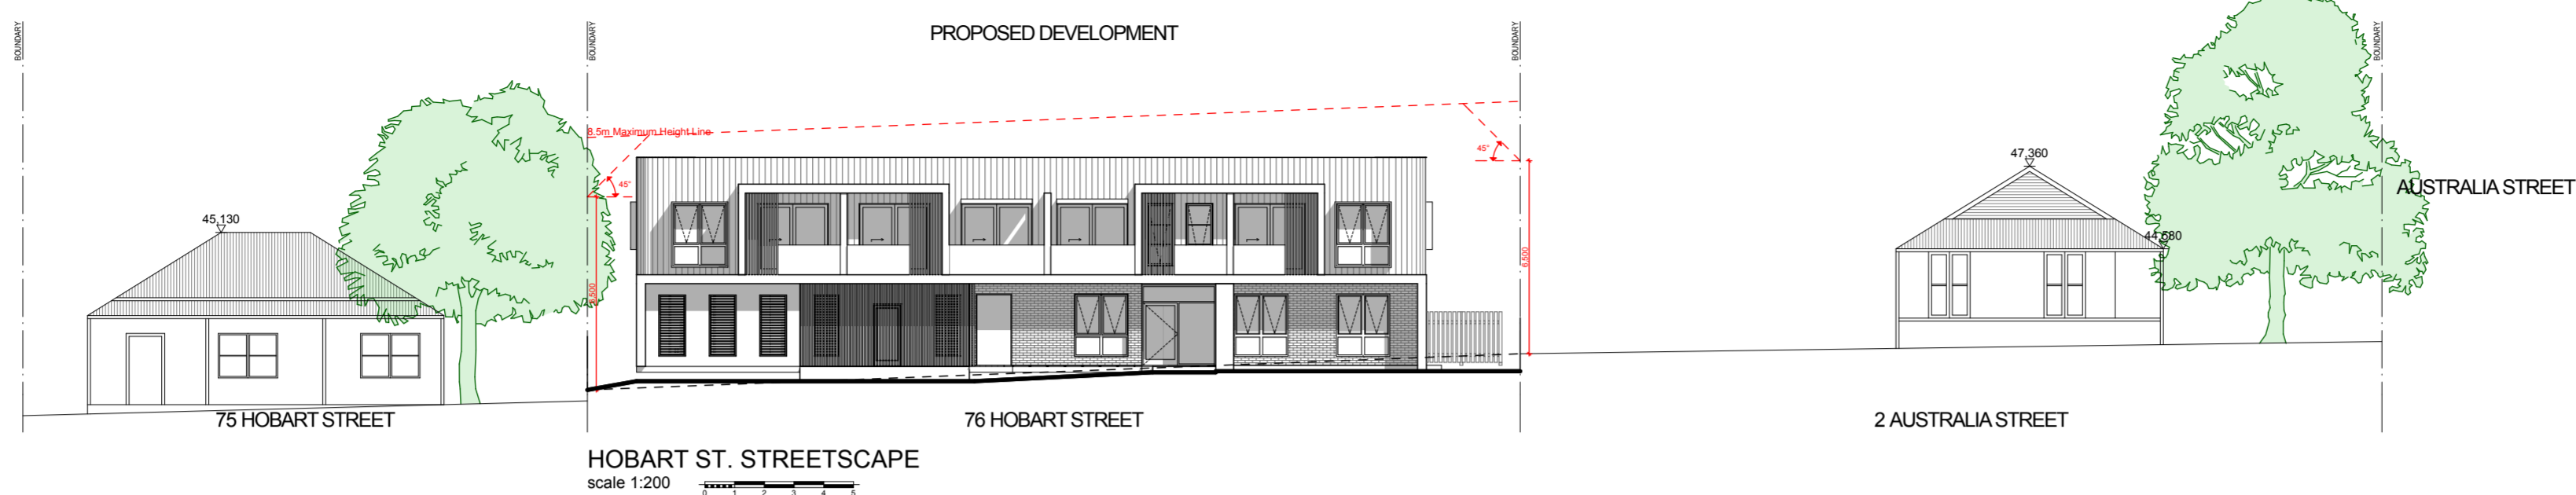 BOUNDARY
BOUNDARY
PROPOSED DEVELOPMENT
BOUNDARY
BOUNDARY
8.5m Maximum Height Line
45°
45°
47,360
AUSTRALIA STREET
45,130
44,680
6,500
6,500
75 HOBART STREET
76 HOBART STREET
2 AUSTRALIA STREET
HOBART ST. STREETSCAPE
scale 1:200
0 1 2 3 4 5